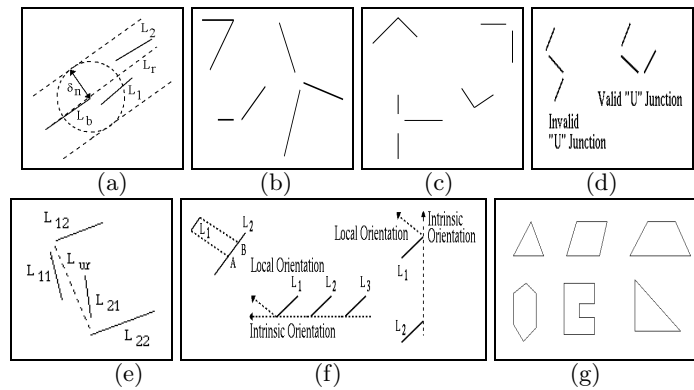 L2
Lr
δn
L1
Lb
Invalid
"U" Junction
Valid "U" Junction
(a)
(b)
(c)
(d)
L12
L11
Lur
L21
L22
L1
L2
B
A
Local Orientation
L1
L2
L3
Intrinsic Orientation
Intrinsic
Orientation
Local Orientation
L1
L2
(e)
(f)
(g)